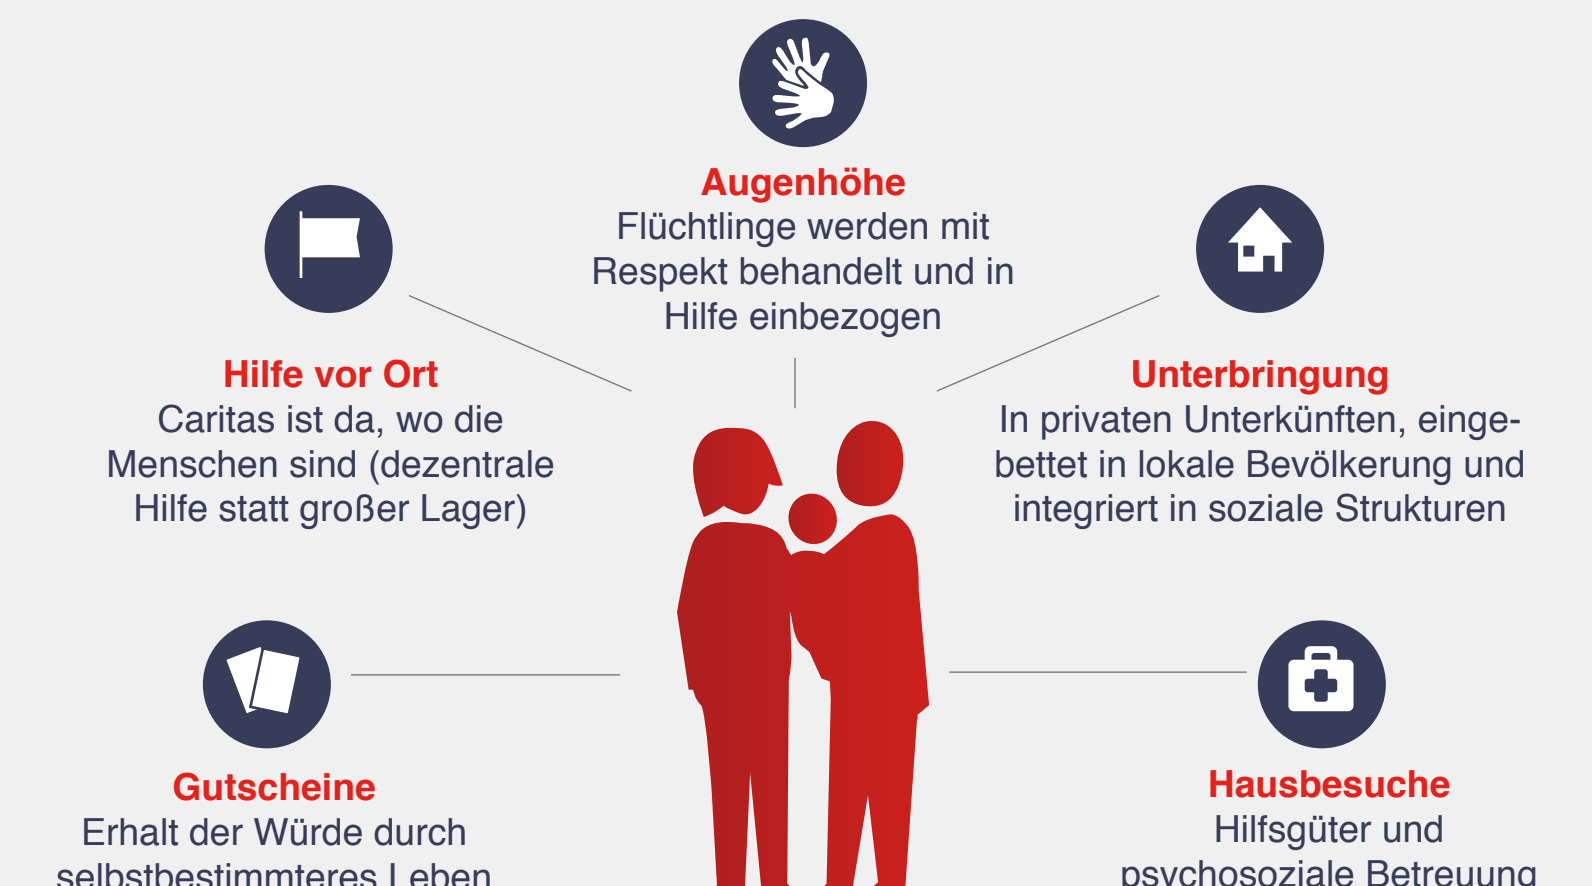 Augenhöhe
Flüchtlinge werden mit
Respekt behandelt und in
Hilfe einbezogen
Hilfe vor Ort
Caritas ist da, wo die
Menschen sind (dezentrale
Hilfe statt großer Lager)
Unterbringung
In privaten Unterkünften, einge-
bettet in lokale Bevölkerung und
integriert in soziale Strukturen
Gutscheine
Erhalt der Würde durch
selbstbestimmteres Leben
Hausbesuche
Hilfsgüter und
psychosoziale Betreuung